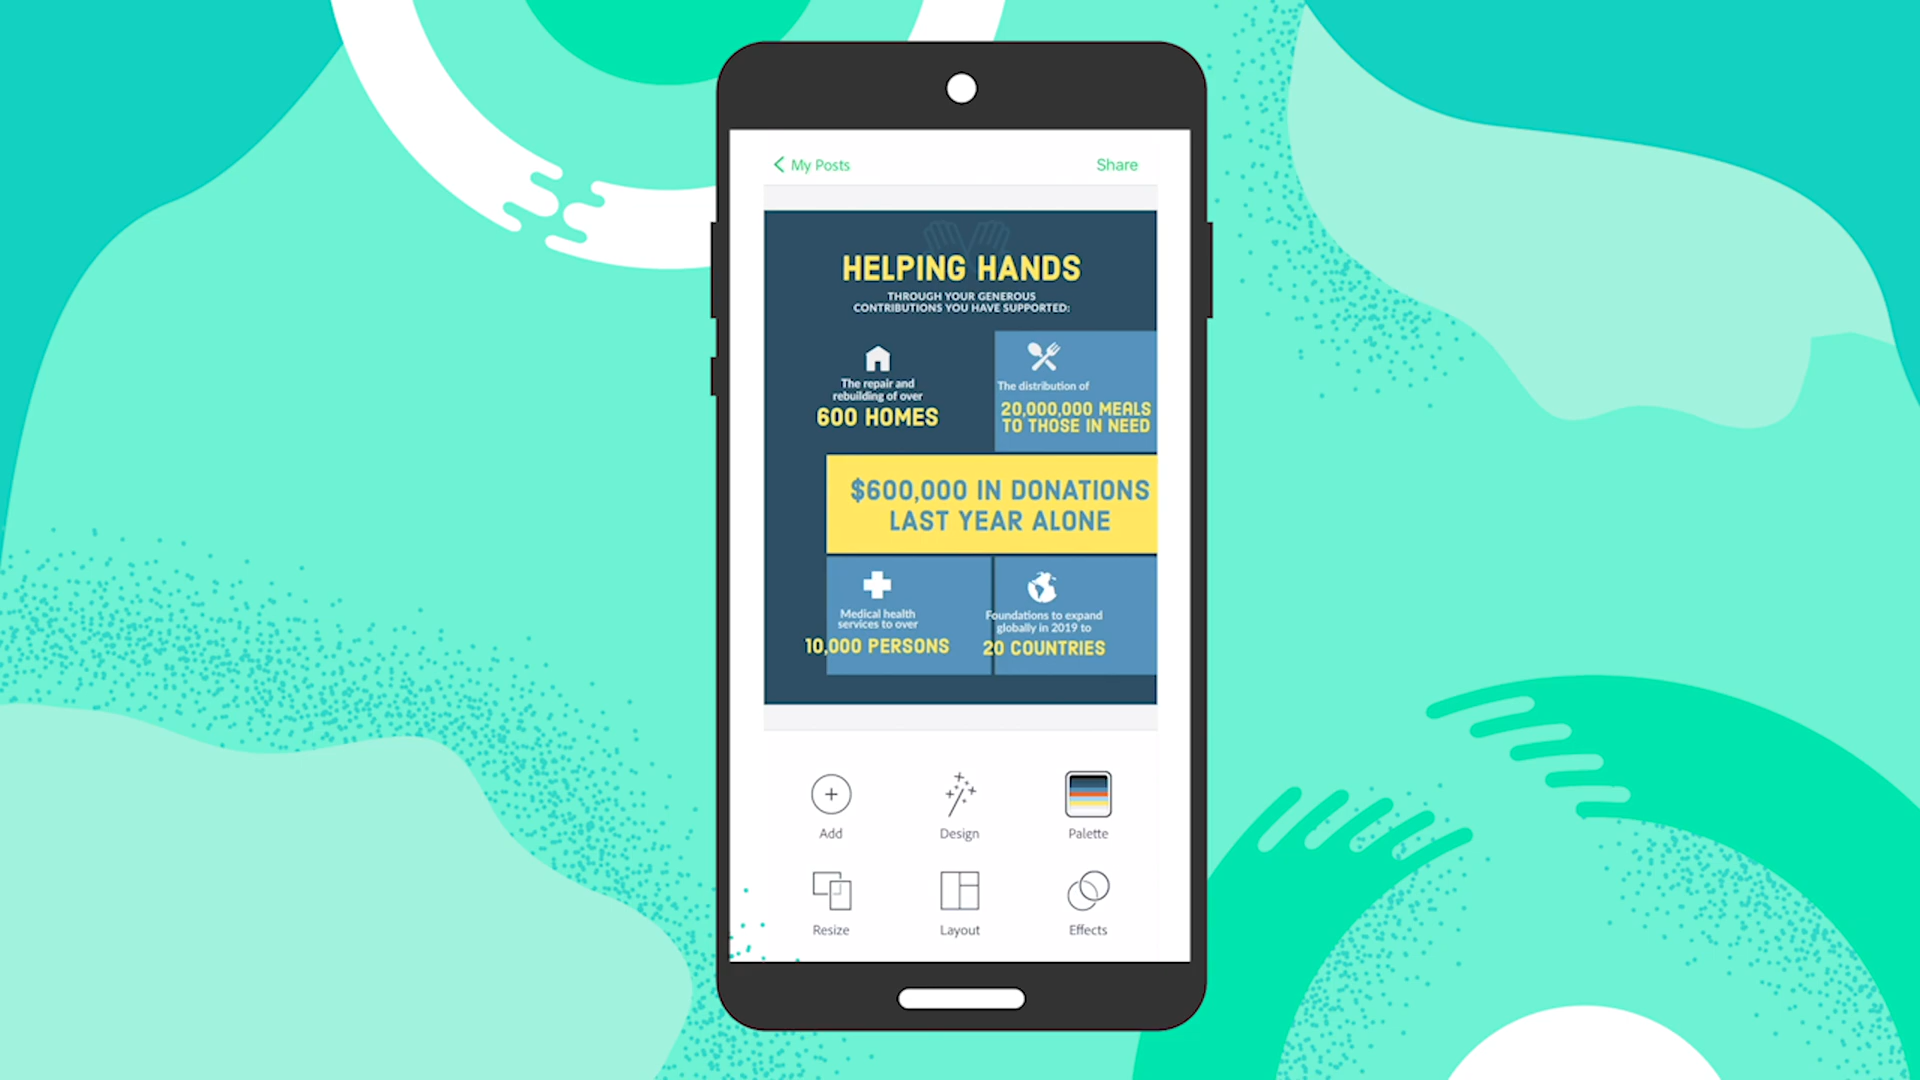 My Posts
Share
HELPING HANDS
THROUGH YOUR GENEROUS
CONTRIBUTIONS YOU HAVE SUPPORTED:
The repair and
rebuilding of over
600 HOMES
The distribution of
20,000,000 MEALS
TO THOSE IN NEED
$600,000 IN DONATIONS
LAST YEAR ALONE
Medical health
services to over
10,000 PERSONS
Foundations to expand
globally in 2019 to
20 COUNTRIES
Add
Design
Palette
Resize
Layout
Effects